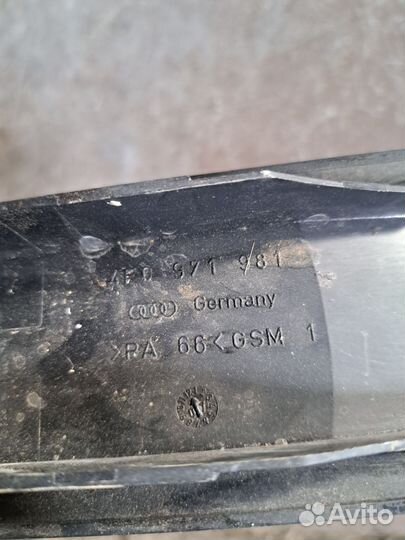 4F0 971 981
Germany
>PA 66< GSM 1
Avito